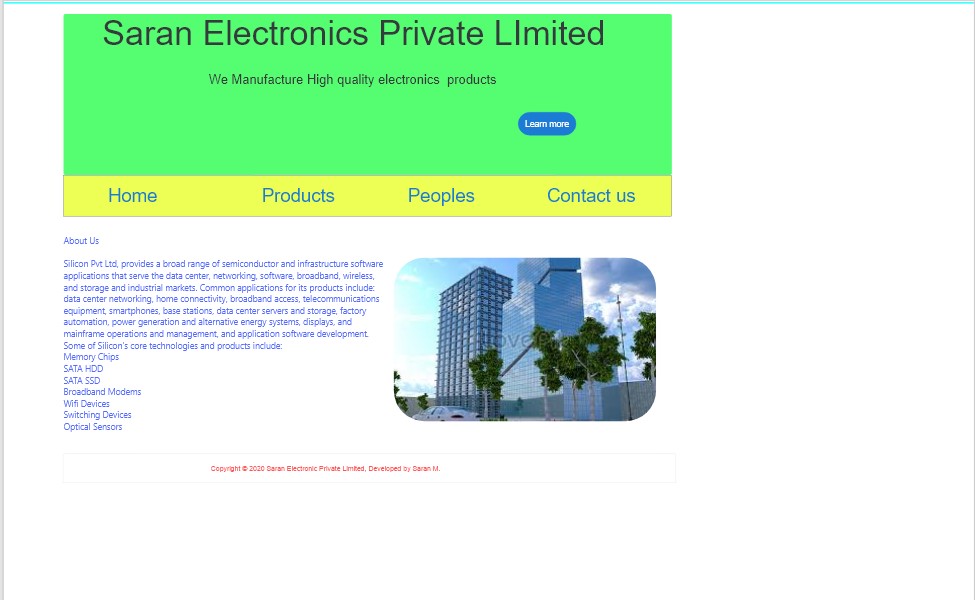 Saran Electronics Private LImited
We Manufacture High quality electronics  products
Learn more
Home Products Peoples Contact us
About Us
Silicon Pvt Ltd, provides a broad range of semiconductor and infrastructure software
applications that serve the data center, networking, software, broadband, wireless,
and storage and industrial markets. Common applications for its products include:
data center networking, home connectivity, broadband access, telecommunications
equipment, smartphones, base stations, data center servers and storage, factory
automation, power generation and alternative energy systems, displays, and
mainframe operations and management, and application software development.
Some of Silicon's core technologies and products include;
Memory Chips
SATA HDD
SATA SSD
Broadband Modems
Wifi Devices
Switching Devices
Optical Sensors
Copyright © 2020 Saran Electronic Private Limited, Developed by Saran M.